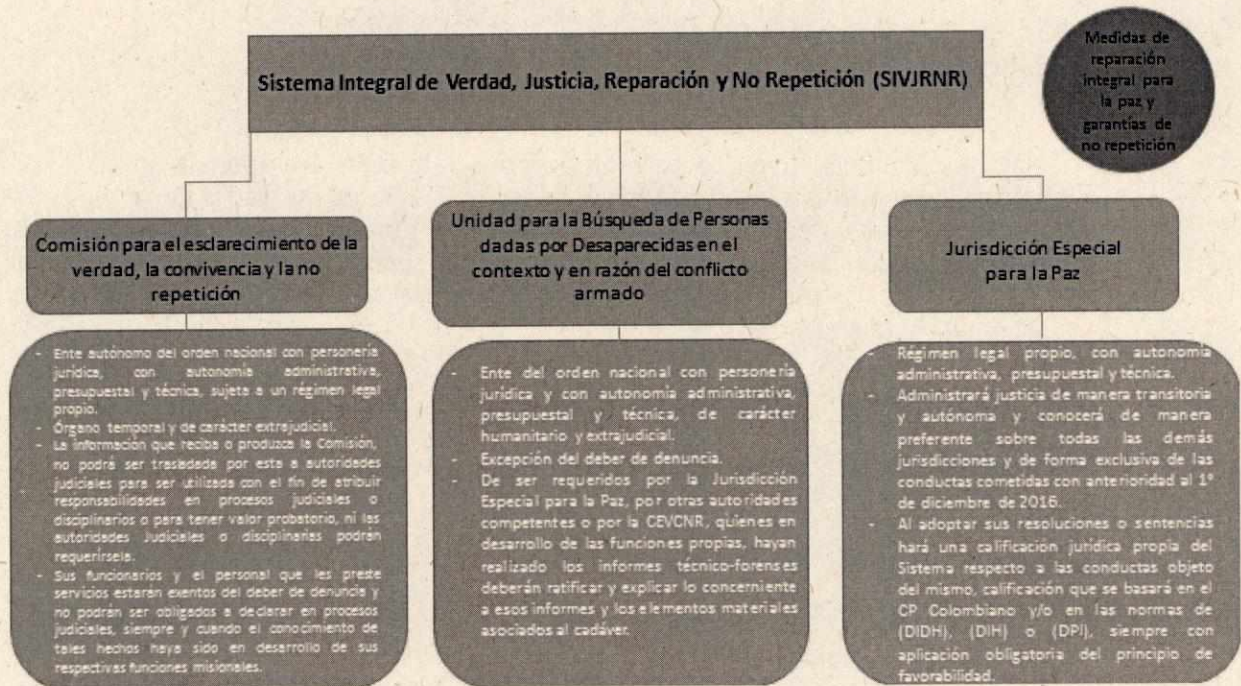 Sistema Integral de Verdad, Justicia, Reparación y No Repetición (SIVJRNR)
Medidas de
reparación
integral para
la paz y
garantías de
no repetición
Comisión para el esclarecimiento de la
verdad, la convivencia y la no
repetición
- Ente autónomo del orden nacional con personería
jurídica, con autonomía administrativa,
presupuestal y técnica, sujeta a un régimen legal
propio.
- Órgano temporal y de carácter extrajudicial.
- La información que reciba o produzca la Comisión,
no podrá ser trasladada por esta a autoridades
judiciales para ser utilizada con el fin de atribuir
responsabilidades en procesos judiciales o
disciplinarios o para tener valor probatorio, ni las
autoridades Judiciales o disciplinarias podrán
requerírsela.
- Sus funcionarios y el personal que les preste
servicios estarán exentos del deber de denuncia y
no podrán ser obligados a declarar en procesos
judiciales, siempre y cuando el conocimiento de
tales hechos haya sido en desarrollo de sus
respectivas funciones misionales.
Unidad para la Búsqueda de Personas
dadas por Desaparecidas en el
contexto y en razón del conflicto
armado
- Ente del orden nacional con personería
jurídica y con autonomía administrativa,
presupuestal y técnica, de carácter
humanitario y extrajudicial.
- Excepción del deber de denuncia.
- De ser requeridos por la Jurisdicción
Especial para la Paz, por otras autoridades
competentes o por la CEVCNR, quienes en
desarrollo de las funciones propias, hayan
realizado los informes técnico-forenses
deberán ratificar y explicar lo concerniente
a esos informes y los elementos materiales
asociados al cadáver.
Jurisdicción Especial
para la Paz
- Régimen legal propio, con autonomía
administrativa, presupuestal y técnica.
- Administrará justicia de manera transitoria
y autónoma y conocerá de manera
preferente sobre todas las demás
jurisdicciones y de forma exclusiva de las
conductas cometidas con anterioridad al 1°
de diciembre de 2016.
- Al adoptar sus resoluciones o sentencias
hará una calificación jurídica propia del
Sistema respecto a las conductas objeto
del mismo, calificación que se basará en el
CP Colombiano y/o en las normas de
(DIDH), (DIH) o (DPI), siempre con
aplicación obligatoria del principio de
favorabilidad.